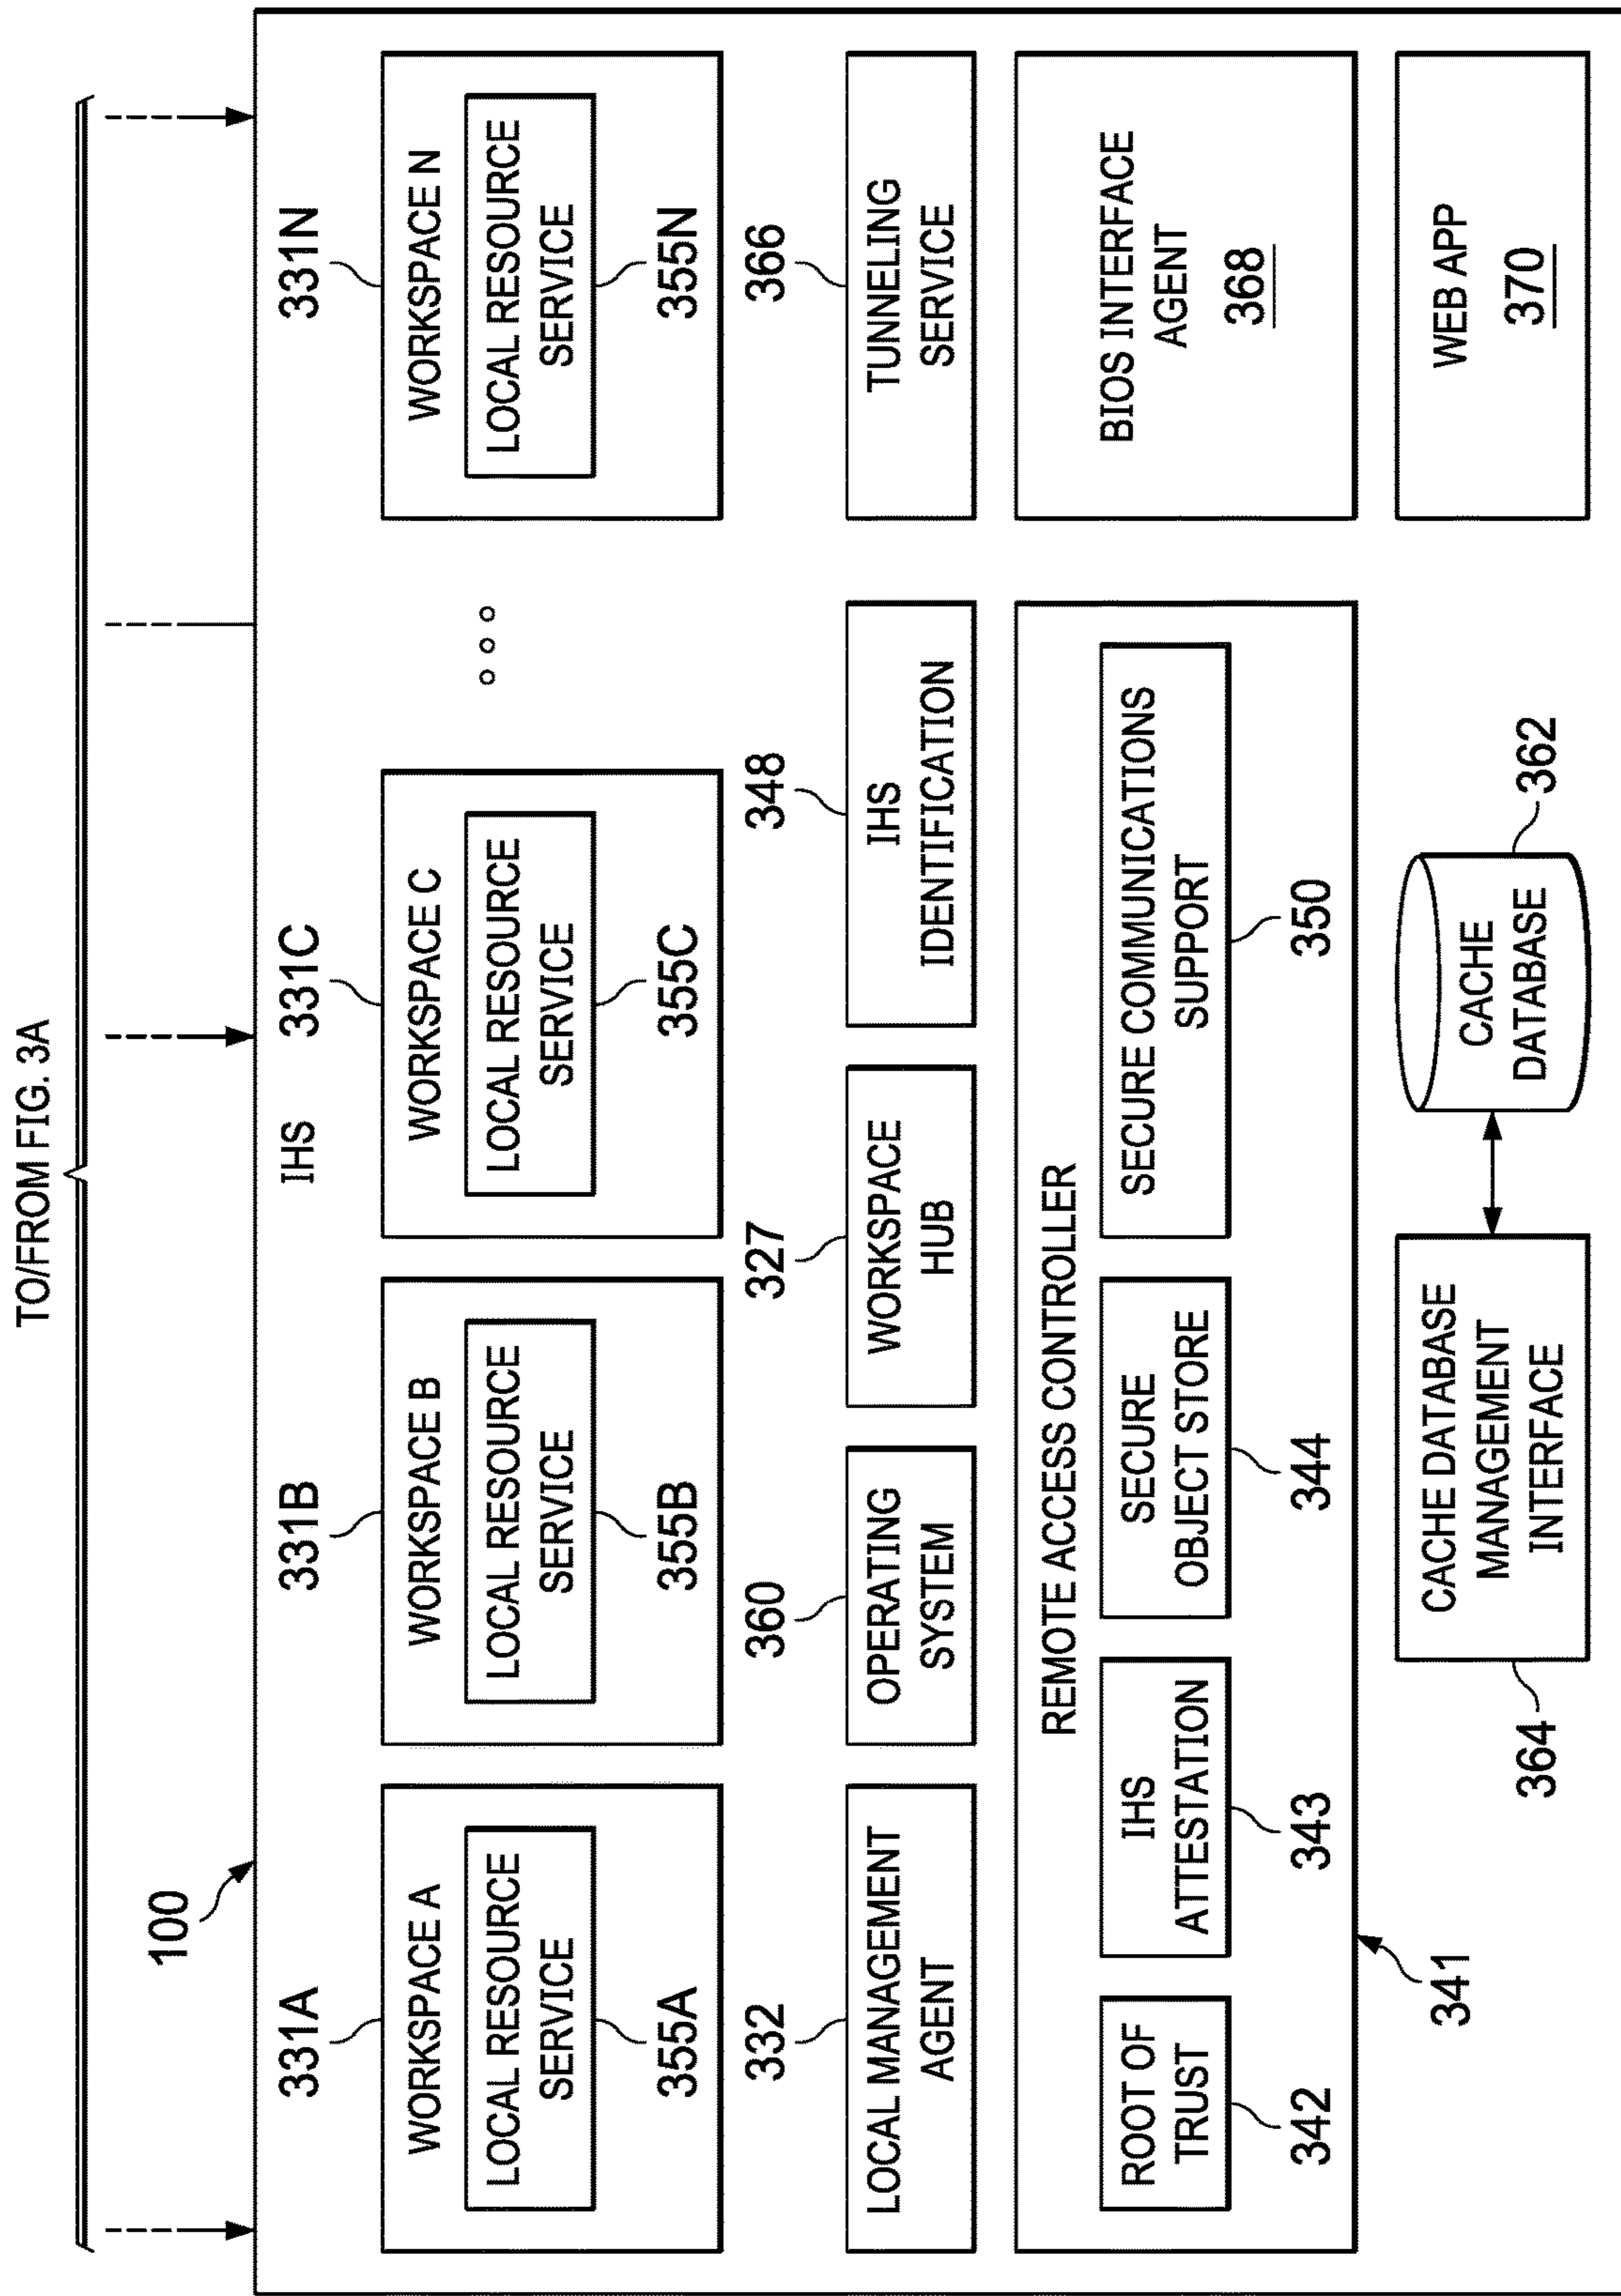 TO/FROM FIG. 3A
100
IHS
331A
331B
331C
331N
WORKSPACE A
LOCAL RESOURCE
SERVICE
355A
WORKSPACE B
LOCAL RESOURCE
SERVICE
355B
WORKSPACE C
LOCAL RESOURCE
SERVICE
355C
WORKSPACE N
LOCAL RESOURCE
SERVICE
355N
332
LOCAL MANAGEMENT
AGENT
360
OPERATING
SYSTEM
327
WORKSPACE
HUB
348
IHS
IDENTIFICATION
366
TUNNELING
SERVICE
REMOTE ACCESS CONTROLLER
ROOT OF
TRUST
342
IHS
ATTESTATION
343
SECURE
OBJECT STORE
344
SECURE COMMUNICATIONS
SUPPORT
350
341
BIOS INTERFACE
AGENT
368
364
CACHE DATABASE
MANAGEMENT
INTERFACE
CACHE
DATABASE
362
WEB APP
370